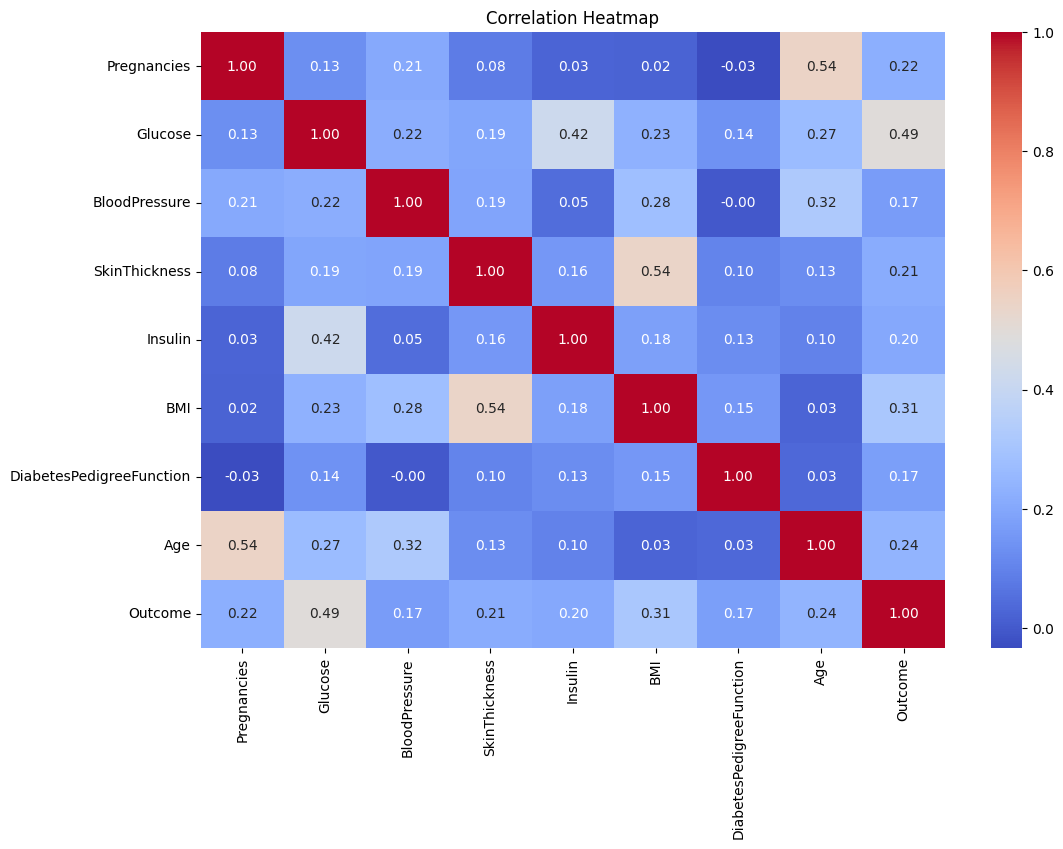 Correlation Heatmap
Pregnancies 1.00 0.13 0.21 0.08 0.03 0.02 -0.03 0.54 0.22
Glucose 0.13 1.00 0.22 0.19 0.42 0.23 0.14 0.27 0.49
BloodPressure 0.21 0.22 1.00 0.19 0.05 0.28 -0.00 0.32 0.17
SkinThickness 0.08 0.19 0.19 1.00 0.16 0.54 0.10 0.13 0.21
Insulin 0.03 0.42 0.05 0.16 1.00 0.18 0.13 0.10 0.20
BMI 0.02 0.23 0.28 0.54 0.18 1.00 0.15 0.03 0.31
DiabetesPedigreeFunction -0.03 0.14 -0.00 0.10 0.13 0.15 1.00 0.03 0.17
Age 0.54 0.27 0.32 0.13 0.10 0.03 0.03 1.00 0.24
Outcome 0.22 0.49 0.17 0.21 0.20 0.31 0.17 0.24 1.00
Pregnancies
Glucose
BloodPressure
SkinThickness
Insulin
BMI
DiabetesPedigreeFunction
Age
Outcome
1.0
0.8
0.6
0.4
0.2
0.0